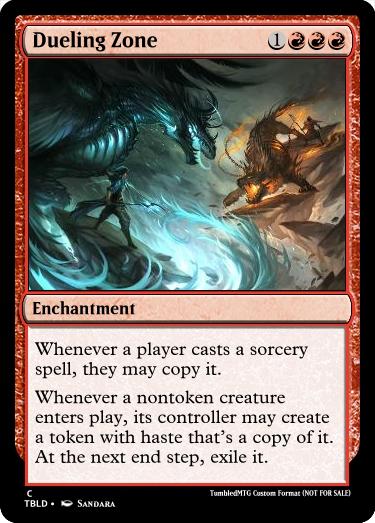 Dueling Zone 1
Enchantment
Whenever a player casts a sorcery
spell, they may copy it.
Whenever a nontoken creature
enters play, its controller may create
a token with haste that's a copy of it.
At the next end step, exile it.
C
TBLD • Sandara
TumbledMTG Custom Format (NOT FOR SALE)